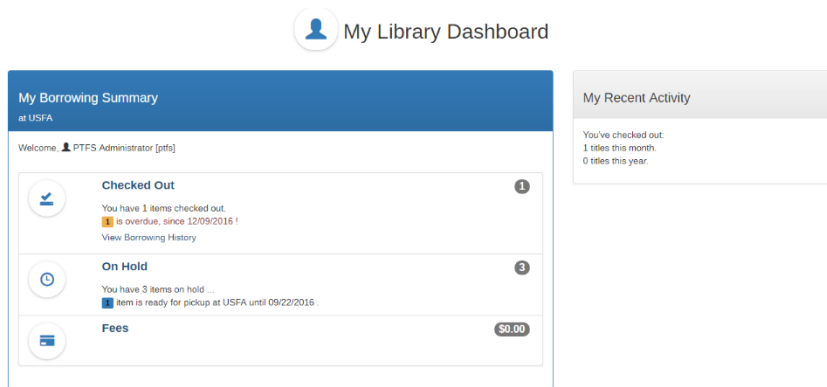 My Library Dashboard
My Borrowing Summary
at USFA
Welcome, PTFS Administrator [ptfs]
Checked Out 1
You have 1 items checked out.
1 is overdue, since 12/09/2016 !
View Borrowing History
On Hold 3
You have 3 items on hold ...
1 item is ready for pickup at USFA until 09/22/2016 .
Fees $0.00
My Recent Activity
You've checked out:
1 titles this month.
0 titles this year.